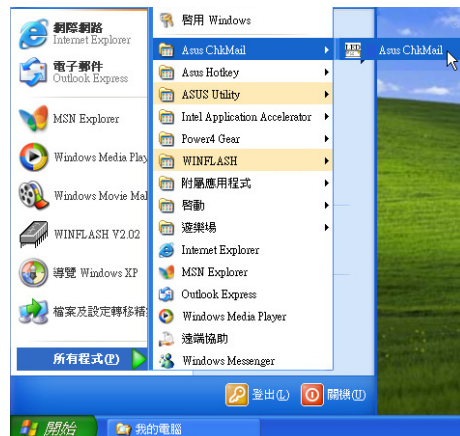 網際網路
Internet Explorer
電子郵件
Outlook Express
MSN Explorer
Windows Media Play
Windows Movie Mal
WINFLASH V2.02
導覽 Windows XP
檔案及設定轉移精
所有程式(P)
啟用 Windows
Asus ChkMail
Asus Hotkey
ASUS Utility
Intel Application Accelerator
Power4 Gear
WINFLASH
附屬應用程式
啟動
遊樂場
Internet Explorer
MSN Explorer
Outlook Express
Windows Media Player
遠端協助
Windows Messenger
LED
Asus ChkMail
登出(L)
關機(U)
開始
我的電腦